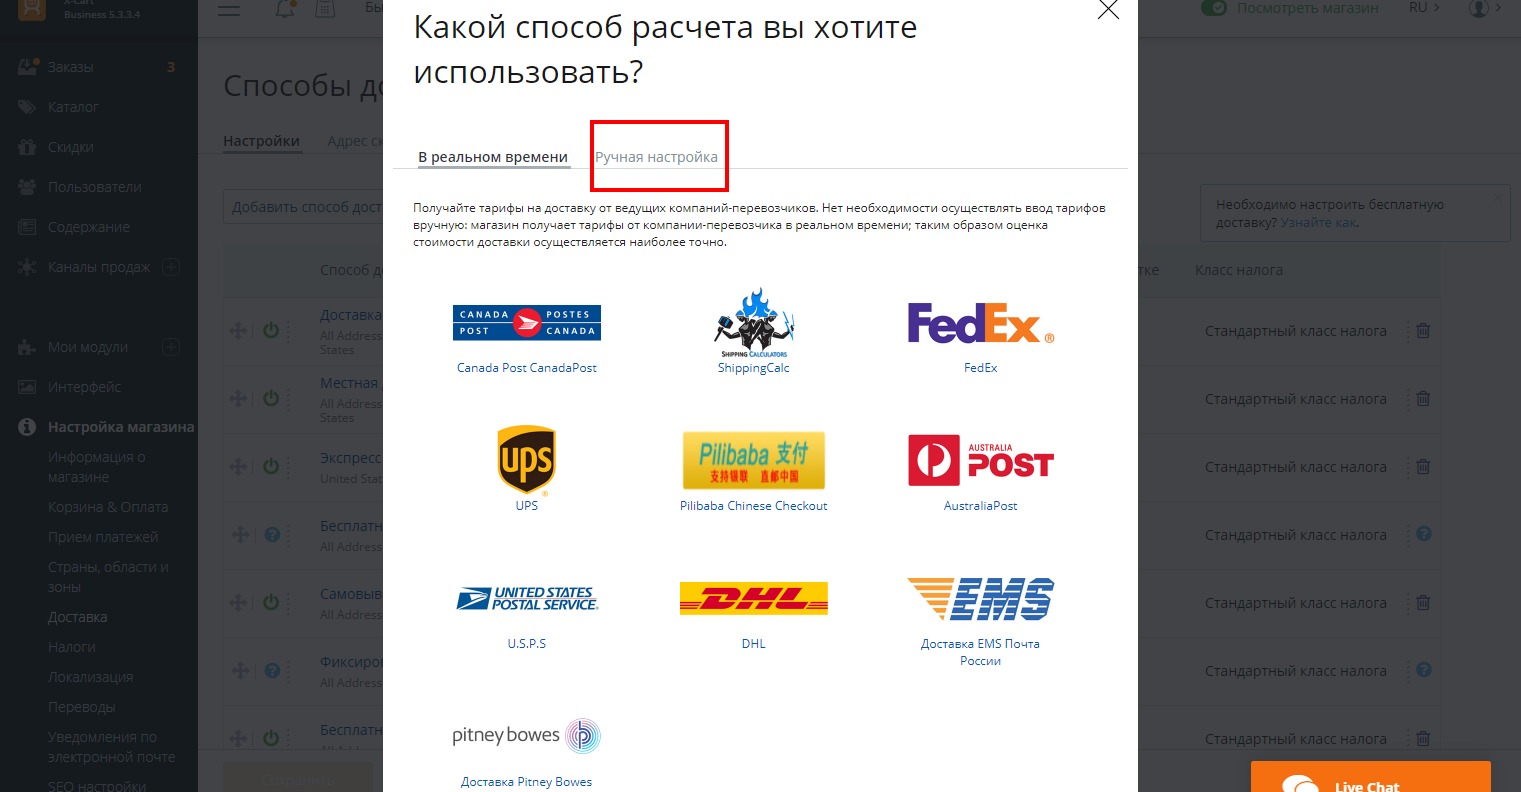 X-Cart
Business 5.3.3.4
Посмотреть магазин
RU
Заказы
3
Каталог
Скидки
Пользователи
Содержание
Каналы продаж
Мои модули
Интерфейс
Настройка магазина
Информация о
магазине
Корзина & Оплата
Прием платежей
Страны, области и
зоны
Доставка
Налоги
Локализация
Переводы
Уведомления по
электронной почте
SEO настройки
Способы
Настройки
Адрес
Добавить способ
Необходимо настроить бесплатную
доставку? Узнайте как.
Способ
Класс налога
Доставка
All Address
States
Стандартный класс налога
Местная
All Address
States
Стандартный класс налога
Экспресс
United Stat
Стандартный класс налога
Бесплатн
All Address
Стандартный класс налога
Самовыв
All Address
Стандартный класс налога
Фиксиров
All Address
Стандартный класс налога
Бесплатн
Стандартный класс налога
Какой способ расчета вы хотите
использовать?
В реальном времени
Ручная настройка
Получайте тарифы на доставку от ведущих компаний-перевозчиков. Нет необходимости осуществлять ввод тарифов
вручную: магазин получает тарифы от компании-перевозчика в реальном времени; таким образом оценка
стоимости доставки осуществляется наиболее точно.
CANADA POSTES
POST CANADA
Canada Post CanadaPost
SHIPPING CALCULATORS
ShippingCalc
FedEx®
FedEx
ups
UPS
Pilibaba 支付
支持银联 直邮中国
Pilibaba Chinese Checkout
AUSTRALIA
POST
AustraliaPost
UNITED STATES
POSTAL SERVICE.
U.S.P.S
DHL
DHL
EMS
Доставка EMS Почта
России
pitney bowes
Доставка Pitney Bowes
Live Chat